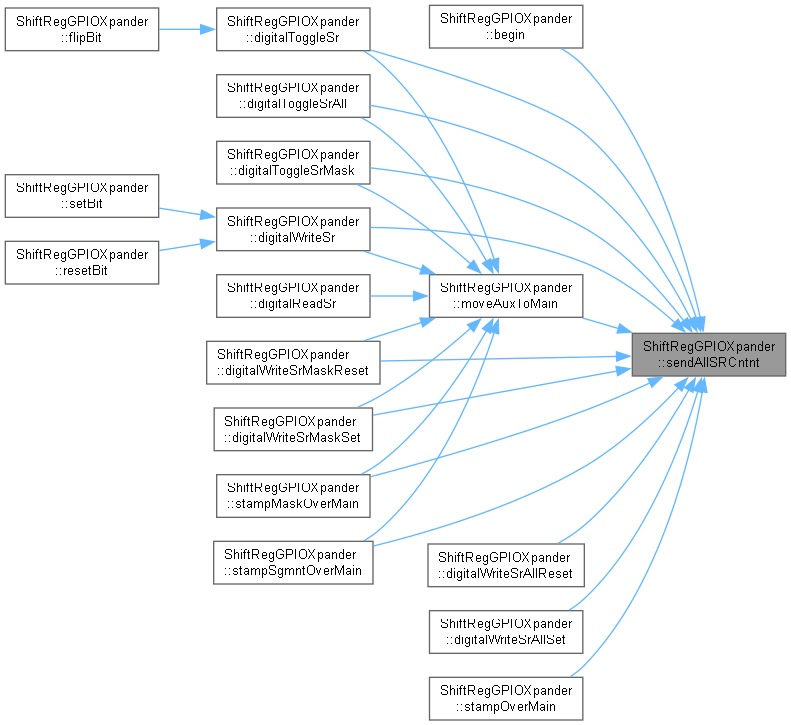 ShiftRegGPIOXpander
::flipBit
ShiftRegGPIOXpander
::digitalToggleSr
ShiftRegGPIOXpander
::begin
ShiftRegGPIOXpander
::digitalToggleSrAll
ShiftRegGPIOXpander
::digitalToggleSrMask
ShiftRegGPIOXpander
::setBit
ShiftRegGPIOXpander
::digitalWriteSr
ShiftRegGPIOXpander
::resetBit
ShiftRegGPIOXpander
::digitalReadSr
ShiftRegGPIOXpander
::moveAuxToMain
ShiftRegGPIOXpander
::digitalWriteSrMaskReset
ShiftRegGPIOXpander
::sendAllSRCntnt
ShiftRegGPIOXpander
::digitalWriteSrMaskSet
ShiftRegGPIOXpander
::stampMaskOverMain
ShiftRegGPIOXpander
::stampSgmntOverMain
ShiftRegGPIOXpander
::digitalWriteSrAllReset
ShiftRegGPIOXpander
::digitalWriteSrAllSet
ShiftRegGPIOXpander
::stampOverMain